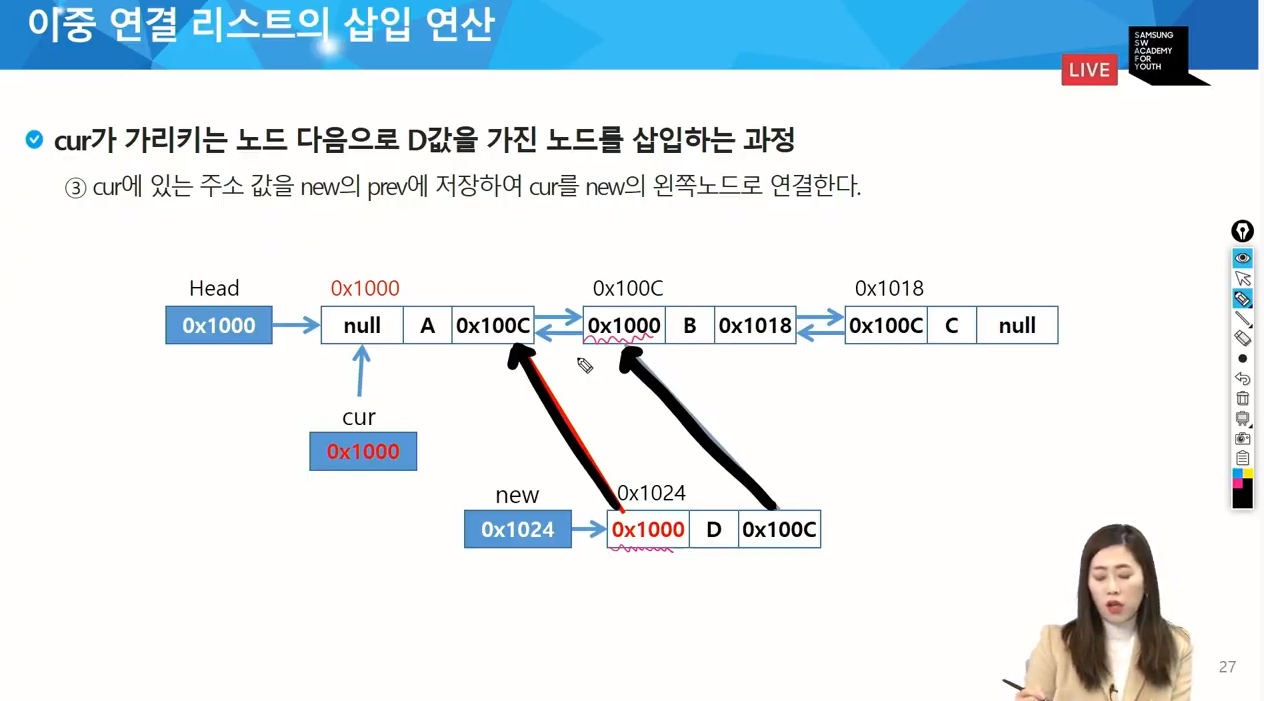 이중 연결 리스트의 삽입 연산
LIVE
SAMSUNG
SW
ACADEMY
FOR
YOUTH
cur가 가리키는 노드 다음으로 D값을 가진 노드를 삽입하는 과정
③ cur에 있는 주소 값을 new의 prev에 저장하여 cur를 new의 왼쪽노드로 연결한다.
Head 0x1000 0x100C 0x1018
0x1000 null A 0x100C 0x1000 B 0x1018 0x100C C null
cur
0x1000
new 0x1024
0x1024 0x1000 D 0x100C
27